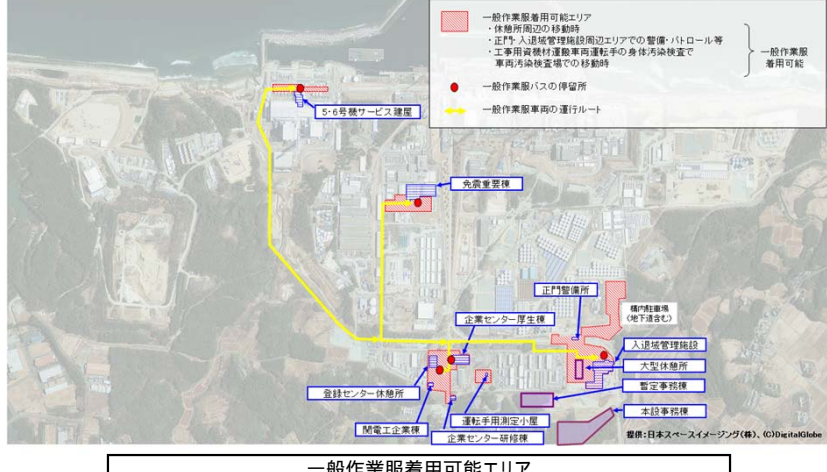 一般作業服着用可能エリア
・休憩所周辺の移動時
・正門・入退域管理施設周辺エリアでの警備・パトロール等
・工事用資機材運搬車両運転手の身体汚染検査で
車両汚染検査場での移動時
一般作業服
着用可能
一般作業服バスの停留所
一般作業服車両の運行ルート
5・6号機サービス建屋
免震重要棟
正門警備所
構内駐車場
(地下道含む)
企業センター厚生棟
入退域管理施設
大型休憩所
暫定事務棟
登録センター休憩所
本設事務棟
運転手用測定小屋
関電工企業棟
企業センター研修棟
提供:日本スペースイメージング(株)、(C)DigitalGlobe
一般作業服着用可能エリア